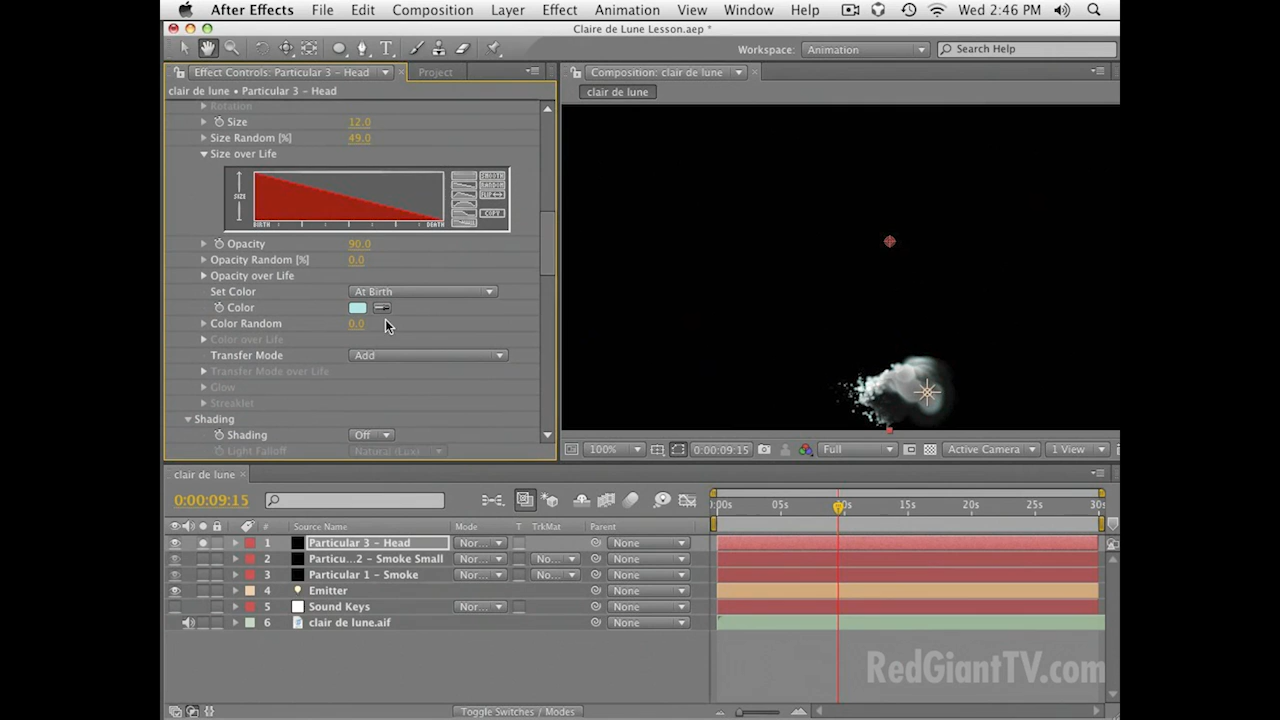 After Effects File Edit Composition Layer Effect Animation View Window Help Wed 2:46 PM
Claire de Lune Lesson.aep *
Workspace: Animation Search Help
Effect Controls: Particular 3 - Head Project
Composition: clair de lune
clair de lune • Particular 3 - Head
clair de lune
Rotation
Size 12.0
Size Random [%] 49.0
Size over Life
SIZE
SMOOTH
RANDOM
FLIP
COPY
BIRTH DEATH
Opacity 90.0
Opacity Random [%] 0.0
Opacity over Life
Set Color At Birth
Color
Color Random 0.0
Color over Life
Transfer Mode Add
Transfer Mode over Life
Glow
Streaklet
Shading
Shading Off
Light Falloff Natural (Lux)
100% 0:00:09:15 Full Active Camera 1 View
clair de lune
0:00:09:15
:00s 05s 10s 15s 20s 25s 30s
# Source Name Mode T TrkMat Parent
1 Particular 3 - Head Nor... None
2 Particu...2 - Smoke Small Nor... No... None
3 Particular 1 - Smoke Nor... No... None
4 Emitter None
5 Sound Keys Nor... None
6 clair de lune.aif None
RedGiantTV.com
Toggle Switches / Modes